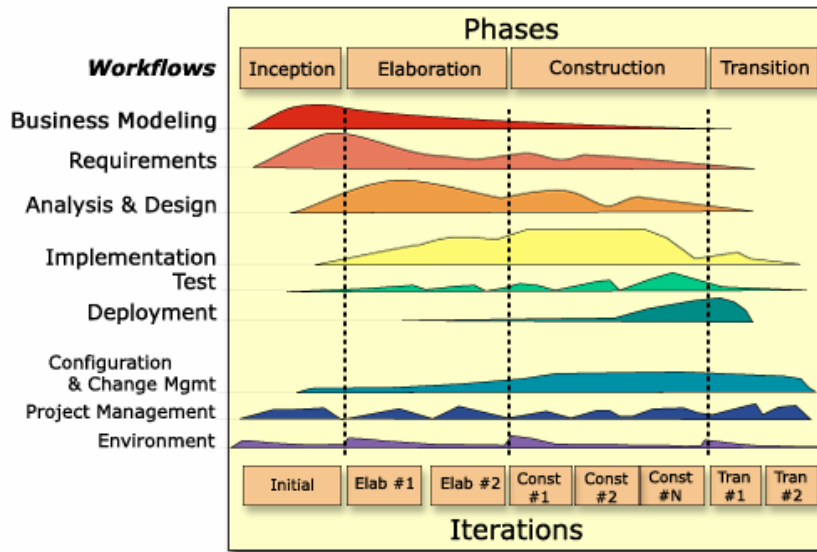 Phases
Workflows
Inception
Elaboration
Construction
Transition
Business Modeling
Requirements
Analysis & Design
Implementation
Test
Deployment
Configuration
& Change Mgmt
Project Management
Environment
Initial
Elab #1
Elab #2
Const
#1
Const
#2
Const
#N
Tran
#1
Tran
#2
Iterations